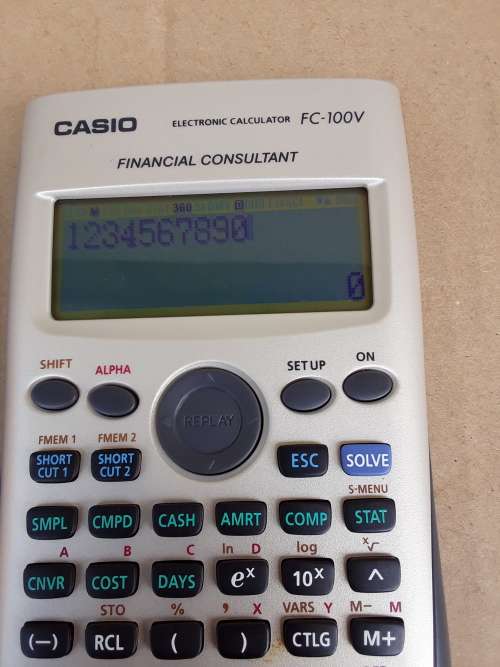 CASIO ELECTRONIC CALCULATOR FC-100V
FINANCIAL CONSULTANT
M 360 D
1234567890
0
SHIFT ALPHA SET UP ON
REPLAY
FMEM 1 FMEM 2
SHORT CUT 1 SHORT CUT 2 ESC SOLVE
S-MENU
SMPL CMPD CASH AMRT COMP STAT
A B C ln D log x√
CNVR COST DAYS eˣ 10ˣ ^
STO % , X VARS Y M– M
(–) RCL ( ) CTLG M+